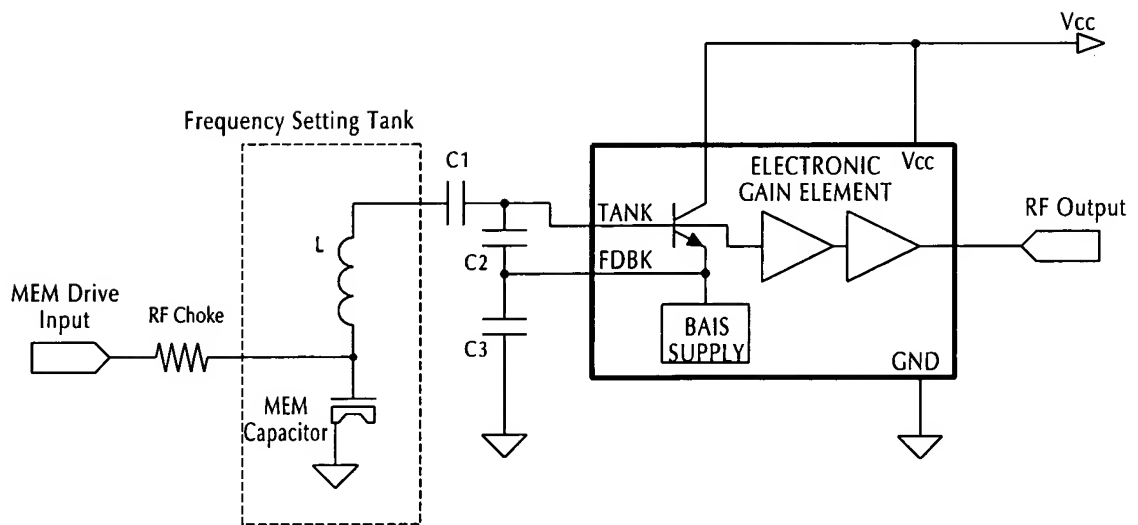 Vcc
Frequency Setting Tank
C1
Vcc
ELECTRONIC
GAIN ELEMENT
TANK
RF Output
L
C2
FDBK
MEM Drive
Input
RF Choke
C3
BAIS
SUPPLY
GND
MEM
Capacitor